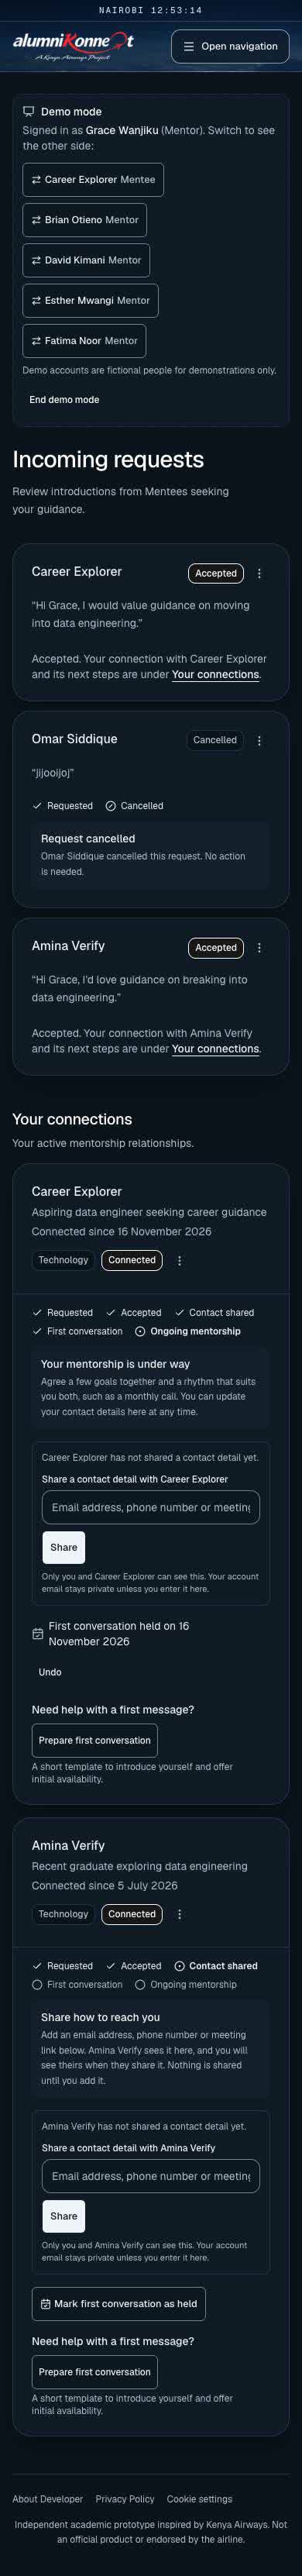 NAIROBI 12:53:14
alumniKonnect
A Kenya Airways Project
Open navigation
Demo mode
Signed in as Grace Wanjiku (Mentor). Switch to see
the other side:
Career Explorer Mentee
Brian Otieno Mentor
David Kimani Mentor
Esther Mwangi Mentor
Fatima Noor Mentor
Demo accounts are fictional people for demonstrations only.
End demo mode
Incoming requests
Review introductions from Mentees seeking
your guidance.
Career Explorer
Accepted
“Hi Grace, I would value guidance on moving
into data engineering.”
Accepted. Your connection with Career Explorer
and its next steps are under Your connections.
Omar Siddique
Cancelled
“jijooijoj”
Requested Cancelled
Request cancelled
Omar Siddique cancelled this request. No action
is needed.
Amina Verify
Accepted
“Hi Grace, I'd love guidance on breaking into
data engineering.”
Accepted. Your connection with Amina Verify
and its next steps are under Your connections.
Your connections
Your active mentorship relationships.
Career Explorer
Aspiring data engineer seeking career guidance
Connected since 16 November 2026
Technology Connected
Requested Accepted Contact shared
First conversation Ongoing mentorship
Your mentorship is under way
Agree a few goals together and a rhythm that suits
you both, such as a monthly call. You can update
your contact details here at any time.
Career Explorer has not shared a contact detail yet.
Share a contact detail with Career Explorer
Email address, phone number or meeting
Share
Only you and Career Explorer can see this. Your account
email stays private unless you enter it here.
First conversation held on 16
November 2026
Undo
Need help with a first message?
Prepare first conversation
A short template to introduce yourself and offer
initial availability.
Amina Verify
Recent graduate exploring data engineering
Connected since 5 July 2026
Technology Connected
Requested Accepted Contact shared
First conversation Ongoing mentorship
Share how to reach you
Add an email address, phone number or meeting
link below. Amina Verify sees it here, and you will
see theirs when they share it. Nothing is shared
until you add it.
Amina Verify has not shared a contact detail yet.
Share a contact detail with Amina Verify
Email address, phone number or meeting
Share
Only you and Amina Verify can see this. Your account
email stays private unless you enter it here.
Mark first conversation as held
Need help with a first message?
Prepare first conversation
A short template to introduce yourself and offer
initial availability.
About Developer Privacy Policy Cookie settings
Independent academic prototype inspired by Kenya Airways. Not
an official product or endorsed by the airline.